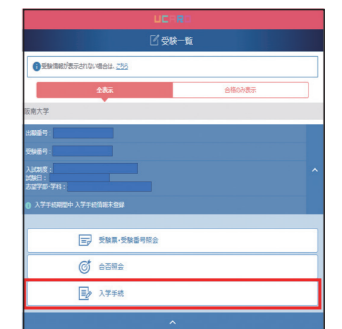 UCARO
受験一覧
受験情報が表示されない場合は、こちら
全表示
合格のみ表示
阪南大学
出願番号：
受験番号：
入試制度：
試験日：
志望学部・学科：
入学手続期間中 入学手続情報未登録
受験票・受験番号照会
合否照会
入学手続